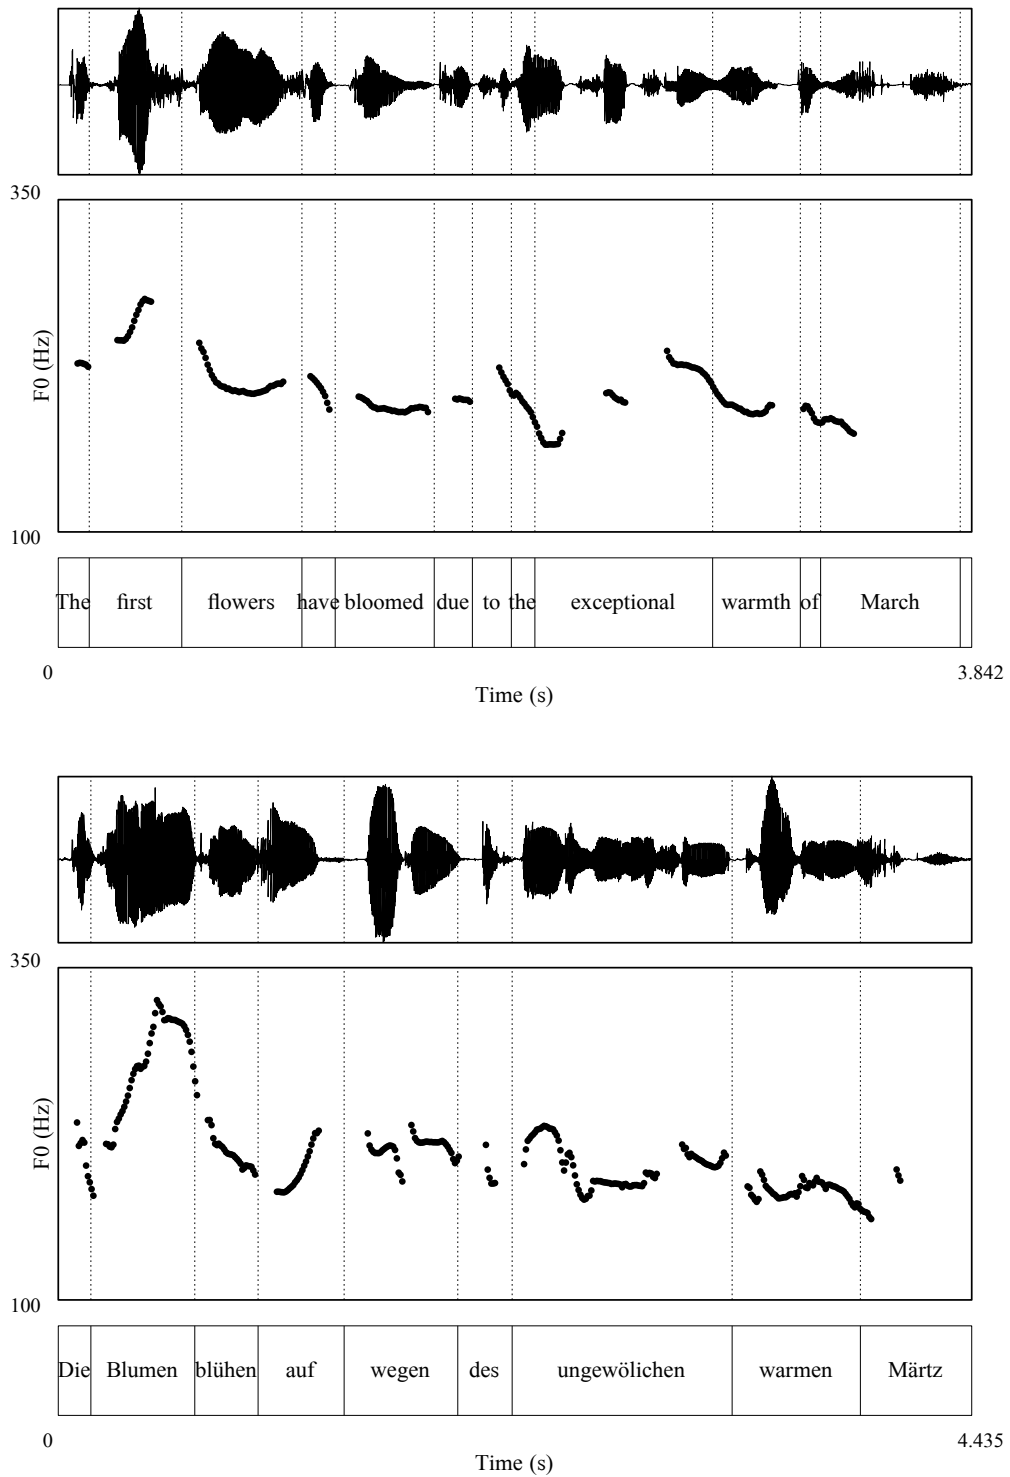 350
F0 (Hz)
100
The first flowers have bloomed due to the exceptional warmth of March
0 3.842
Time (s)
350
F0 (Hz)
100
Die Blumen blühen auf wegen des ungewölichen warmen Märtz
0 4.435
Time (s)